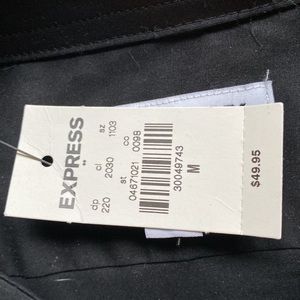 EXPRESS
dp cl sz
220 2030 1103
st co
04671021 0098
30049743
M
$49.95